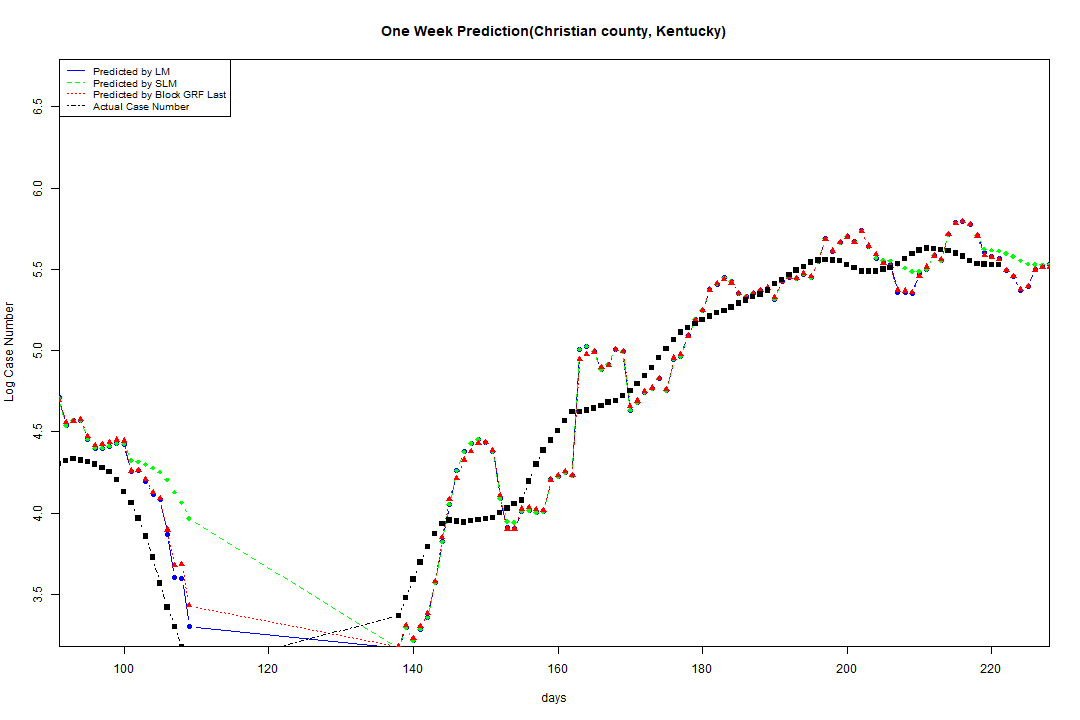 One Week Prediction(Christian county, Kentucky)
Predicted by LM
Predicted by SLM
Predicted by Block GRF Last
Actual Case Number
6.5
6.0
5.5
5.0
4.5
4.0
3.5
Log Case Number
100 120 140 160 180 200 220
days